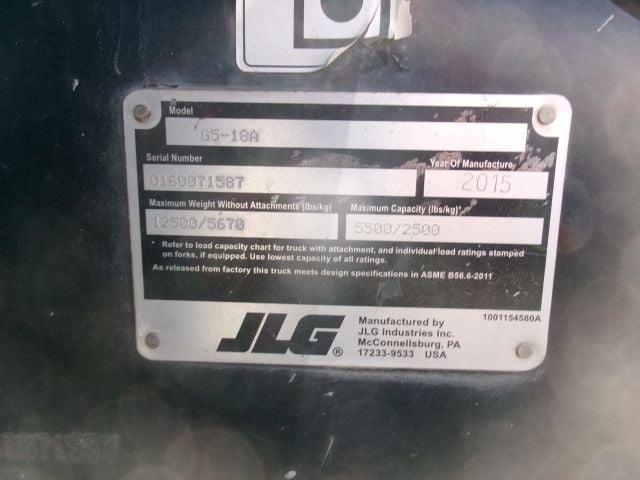 Model
G5-18A
Serial Number
Year Of Manufacture
0160071587
2015
Maximum Weight Without Attachments (lbs/kg)
Maximum Capacity (lbs/kg)*
12500/5670
5500/2500
* Refer to load capacity chart for truck with attachment, and individual load ratings stamped
on forks, if equipped. Use lowest capacity of all ratings.
As released from factory this truck meets design specifications in ASME B56.6-2011
JLG®
Manufactured by
JLG Industries Inc.
McConnellsburg, PA
17233-9533 USA
1001154580A